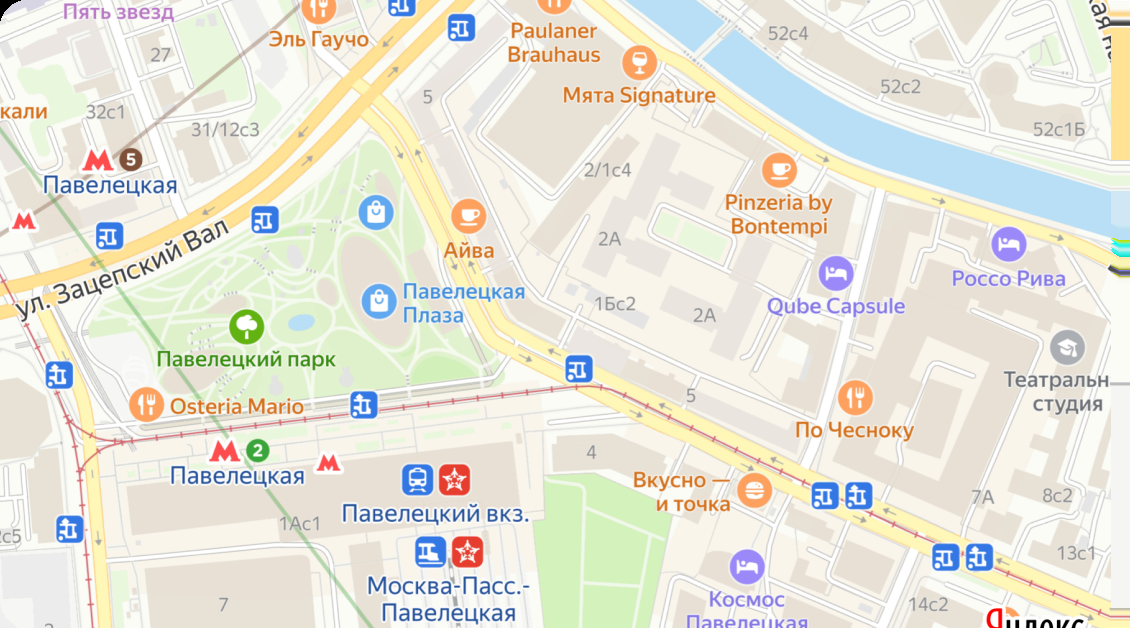 Пять звезд
27
Эль Гаучо
Paulaner
Brauhaus
52с4
52с2
Мята Signature
5
кали
32с1
31/12с3
52с1Б
5
Павелецкая
2/1с4
Pinzeria by
Bontempi
Айва
2А
ул. Зацепский Вал
Павелецкая
Плаза
1Бс2
2А
Qube Capsule
Россо Рива
Павелецкий парк
Театральн
студия
Osteria Mario
5
По Чесноку
2
Павелецкая
4
Вкусно —
и точка
Павелецкий вкз.
1Ас1
7А
8с2
2с5
13с1
Москва-Пасс.-
Павелецкая
7
Космос
Павелецкая
14с2
Яндекс